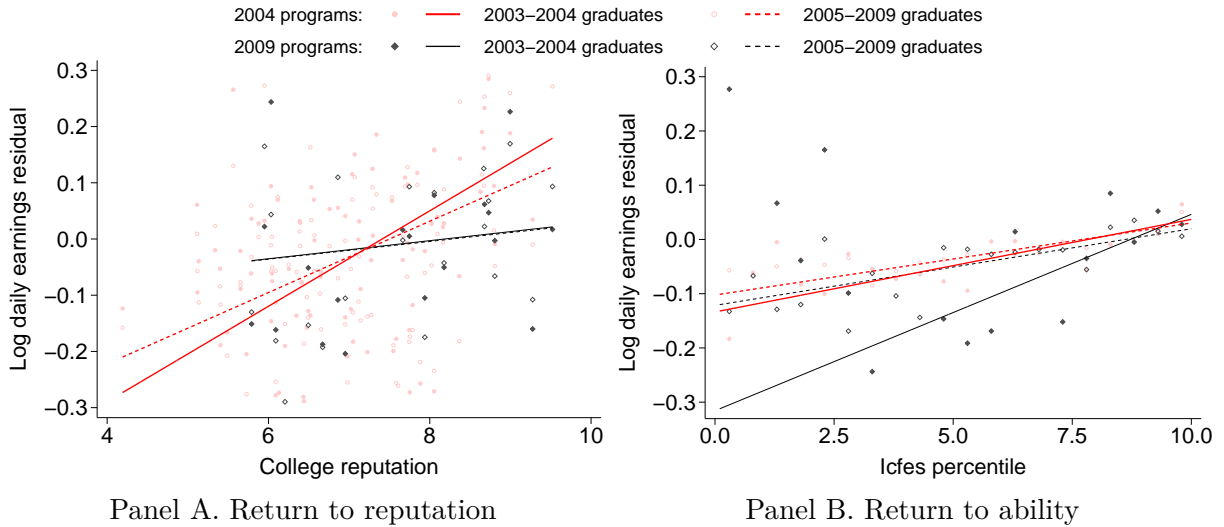 2004 programs: 2003−2004 graduates 2005−2009 graduates
2009 programs: 2003−2004 graduates 2005−2009 graduates
Log daily earnings residual
0.3
0.2
0.1
0.0
−0.1
−0.2
−0.3
4 6 8 10
College reputation
Panel A. Return to reputation
Log daily earnings residual
0.3
0.2
0.1
0.0
−0.1
−0.2
−0.3
0.0 2.5 5.0 7.5 10.0
Icfes percentile
Panel B. Return to ability